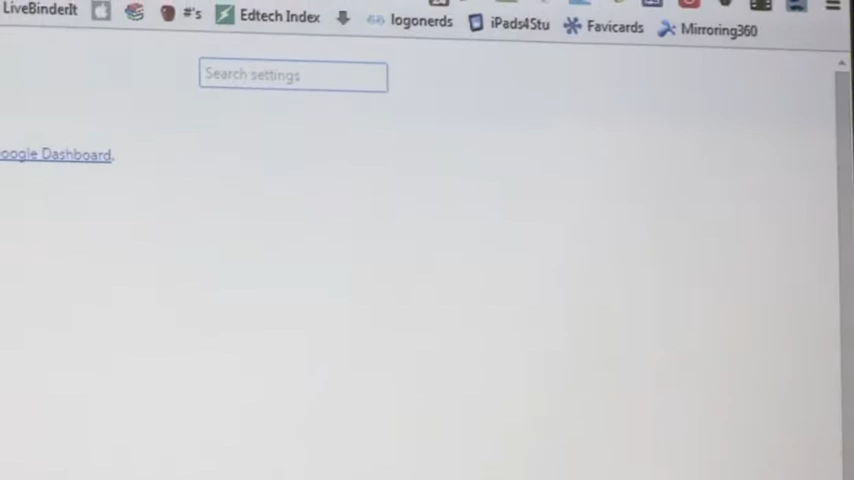 LiveBinderIt #'s Edtech Index logonerds iPads4Stu Favicards Mirroring360
Search settings
oogle Dashboard.